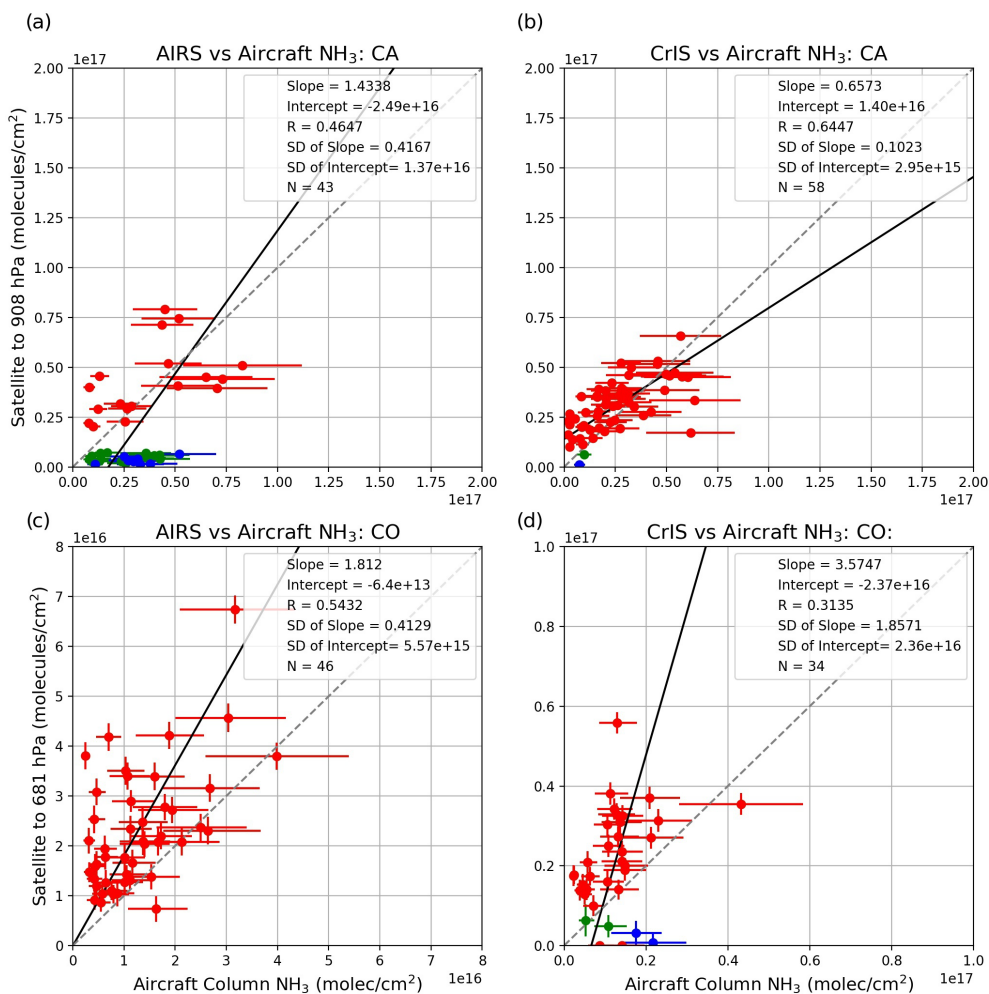 (a)
(b)
AIRS vs Aircraft NH3: CA
CrIS vs Aircraft NH3: CA
1e17
2.00
1.75
1.50
1.25
1.00
0.75
0.50
0.25
0.00
Satellite to 908 hPa (molecules/cm2)
Slope = 1.4338
Intercept = -2.49e+16
R = 0.4647
SD of Slope = 0.4167
SD of Intercept= 1.37e+16
N = 43
0.00 0.25 0.50 0.75 1.00 1.25 1.50 1.75 2.00
1e17
1e17
2.00
1.75
1.50
1.25
1.00
0.75
0.50
0.25
0.00
Slope = 0.6573
Intercept = 1.40e+16
R = 0.6447
SD of Slope = 0.1023
SD of Intercept= 2.95e+15
N = 58
0.00 0.25 0.50 0.75 1.00 1.25 1.50 1.75 2.00
1e17
(c)
(d)
AIRS vs Aircraft NH3: CO
CrIS vs Aircraft NH3: CO:
1e16
8
7
6
5
4
3
2
1
0
Satellite to 681 hPa (molecules/cm2)
Slope = 1.812
Intercept = -6.4e+13
R = 0.5432
SD of Slope = 0.4129
SD of Intercept= 5.57e+15
N = 46
0 1 2 3 4 5 6 7 8
1e16
Aircraft Column NH3 (molec/cm2)
1e17
1.0
0.8
0.6
0.4
0.2
0.0
Slope = 3.5747
Intercept = -2.37e+16
R = 0.3135
SD of Slope = 1.8571
SD of Intercept= 2.36e+16
N = 34
0.0 0.2 0.4 0.6 0.8 1.0
1e17
Aircraft Column NH3 (molec/cm2)